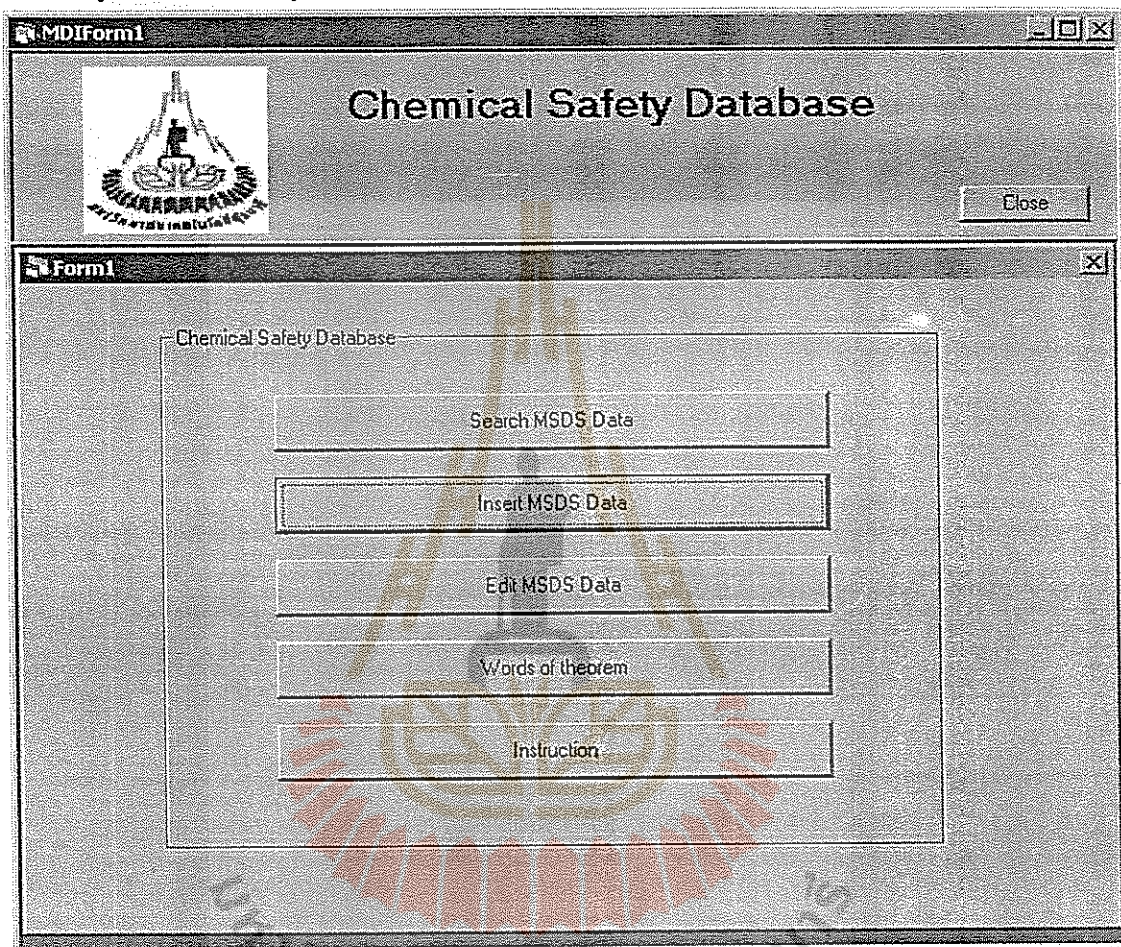 MDIForm1
Chemical Safety Database
Close
Form1
Chemical Safety Database
Search MSDS Data
Insert MSDS Data
Edit MSDS Data
Words of theorem
Instruction